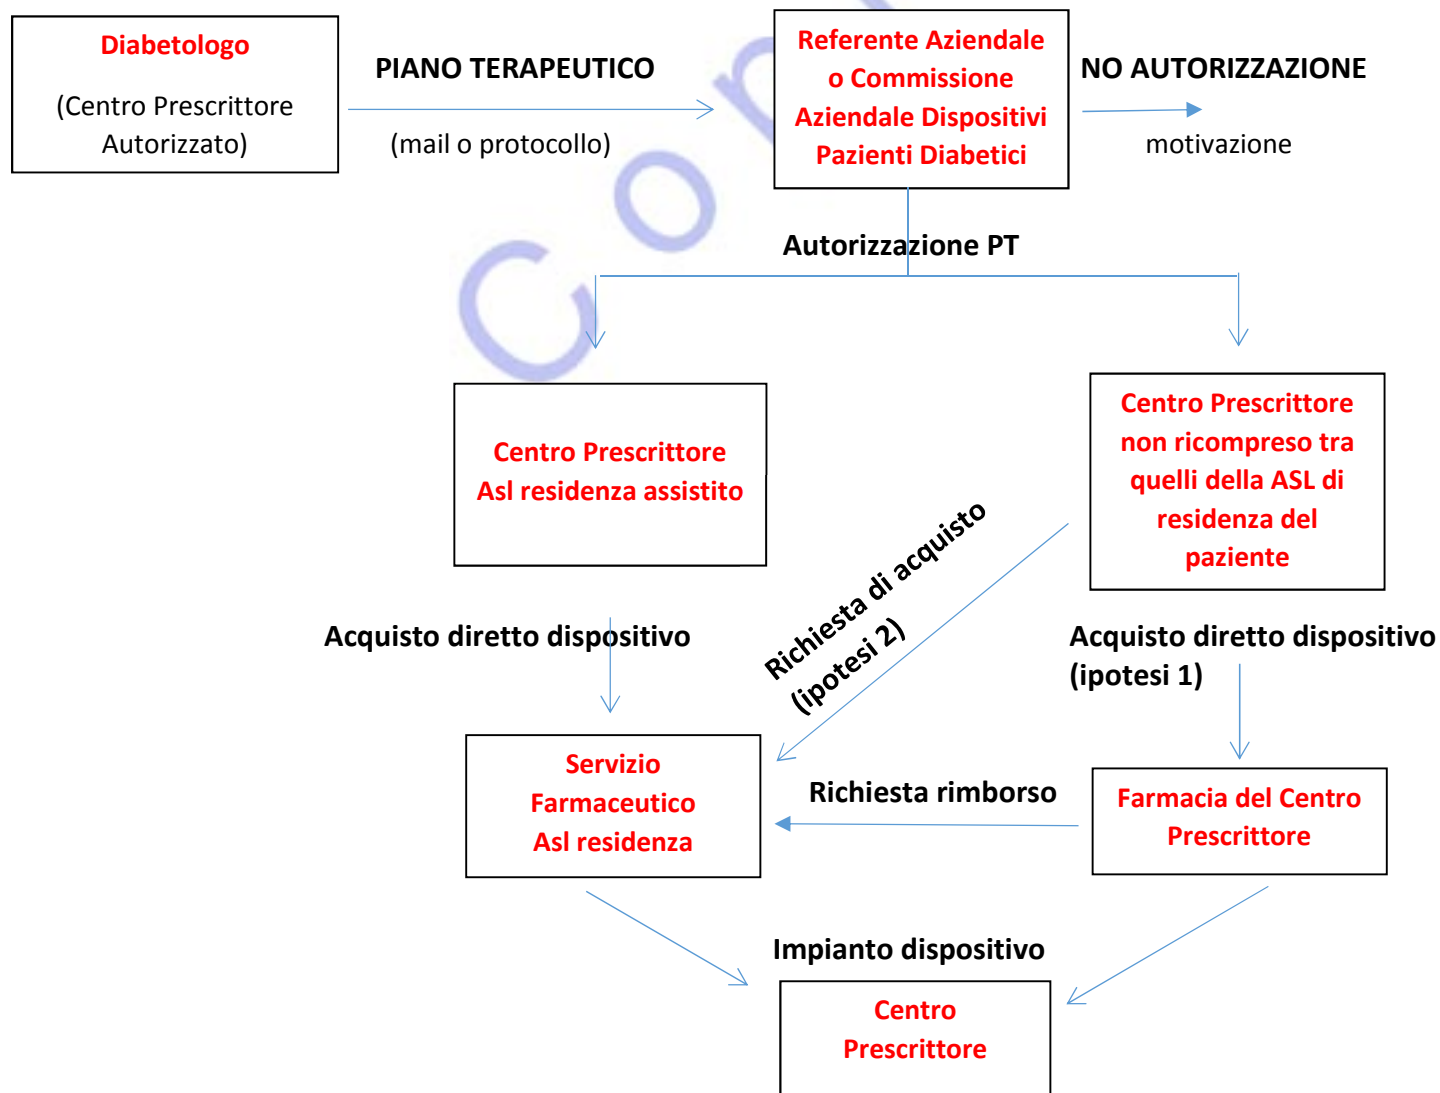 Diabetologo
(Centro Prescrittore
Autorizzato)
PIANO TERAPEUTICO
(mail o protocollo)
Referente Aziendale
o Commissione
Aziendale Dispositivi
Pazienti Diabetici
NO AUTORIZZAZIONE
motivazione
Autorizzazione PT
Centro Prescrittore
Asl residenza assistito
Centro Prescrittore
non ricompreso tra
quelli della ASL di
residenza del
paziente
Acquisto diretto dispositivo
Richiesta di acquisto
(ipotesi 2)
Acquisto diretto dispositivo
(ipotesi 1)
Servizio
Farmaceutico
Asl residenza
Richiesta rimborso
Farmacia del Centro
Prescrittore
Impianto dispositivo
Centro
Prescrittore